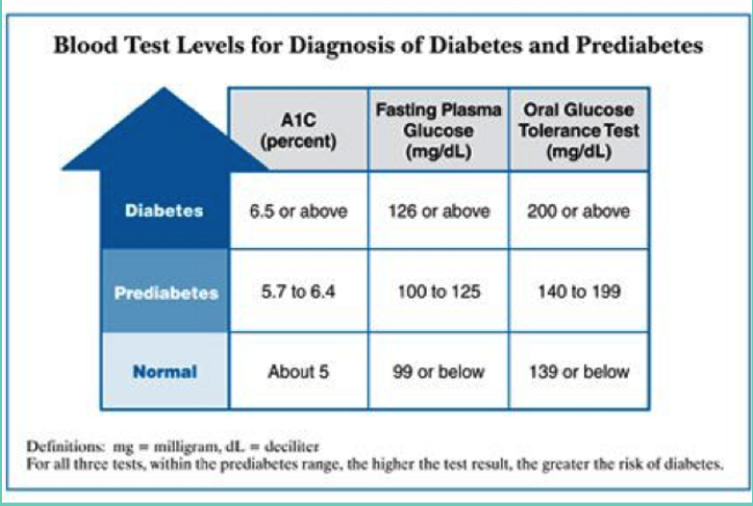 Blood Test Levels for Diagnosis of Diabetes and Prediabetes
A1C
(percent)
Fasting Plasma
Glucose
(mg/dL)
Oral Glucose
Tolerance Test
(mg/dL)
Diabetes 6.5 or above 126 or above 200 or above
Prediabetes 5.7 to 6.4 100 to 125 140 to 199
Normal About 5 99 or below 139 or below
Definitions: mg = milligram, dL = deciliter
For all three tests, within the prediabetes range, the higher the test result, the greater the risk of diabetes.